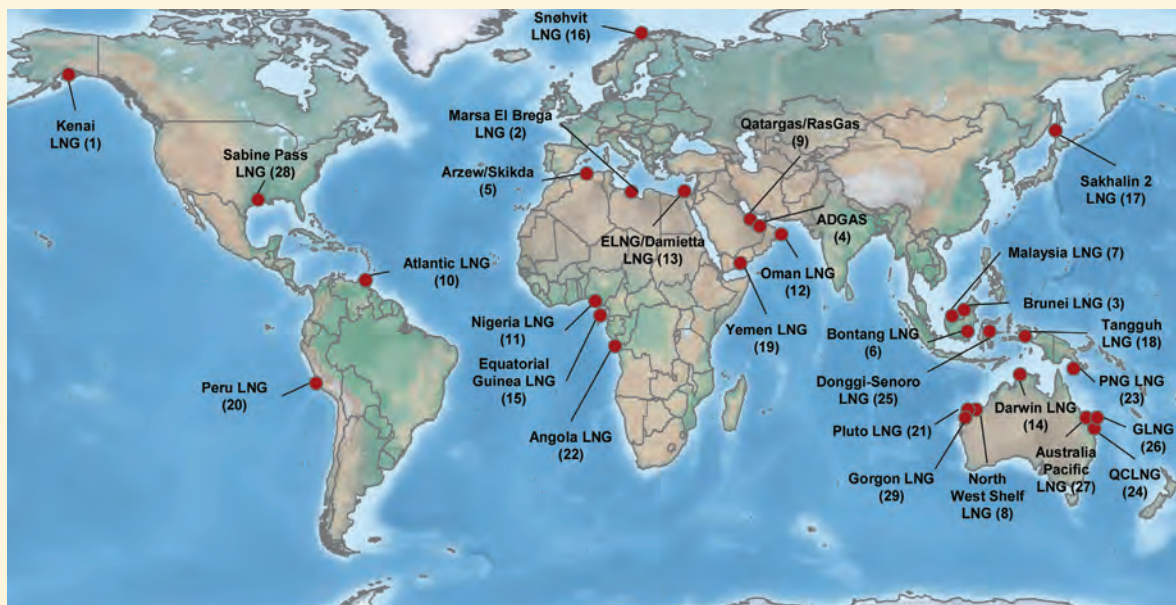 Snøhvit
LNG (16)
Kenai
LNG (1)
Marsa El Brega
LNG (2)
Qatargas/RasGas
(9)
Sabine Pass
LNG (28)
Arzew/Skikda
(5)
Sakhalin 2
LNG (17)
ADGAS
(4)
ELNG/Damietta
LNG (13)
Malaysia LNG (7)
Atlantic LNG
(10)
Oman LNG
(12)
Brunei LNG (3)
Nigeria LNG
(11)
Yemen LNG
(19)
Bontang LNG
(6)
Tangguh
LNG (18)
Equatorial
Guinea LNG
(15)
Donggi-Senoro
LNG (25)
PNG LNG
(23)
Peru LNG
(20)
Darwin LNG
(14)
Angola LNG
(22)
Pluto LNG (21)
GLNG
(26)
Australia
Pacific
LNG (27)
Gorgon LNG
(29)
North
West Shelf
LNG (8)
QCLNG
(24)